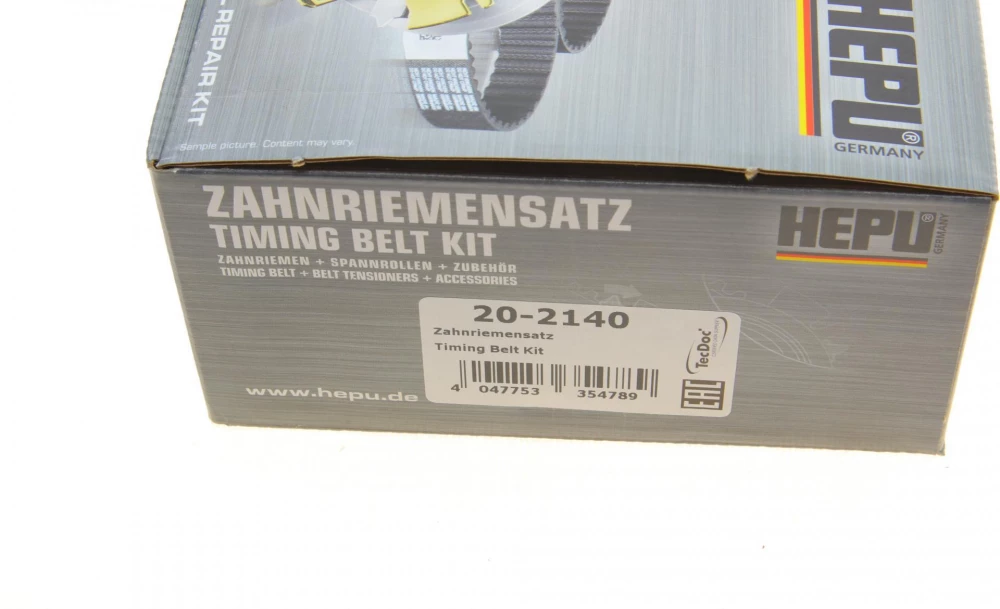 -REPAIR KIT
Sample picture. Content may vary.
HEPU®
GERMANY
ZAHNRIEMENSATZ
TIMING BELT KIT
ZAHNRIEMEN + SPANNROLLEN + ZUBEHÖR
TIMING BELT + BELT TENSIONERS + ACCESSORIES
HEPU®
GERMANY
20-2140
Zahnriemensatz
Timing Belt Kit
TecDoc
4 047753 354789
EAC
www.hepu.de